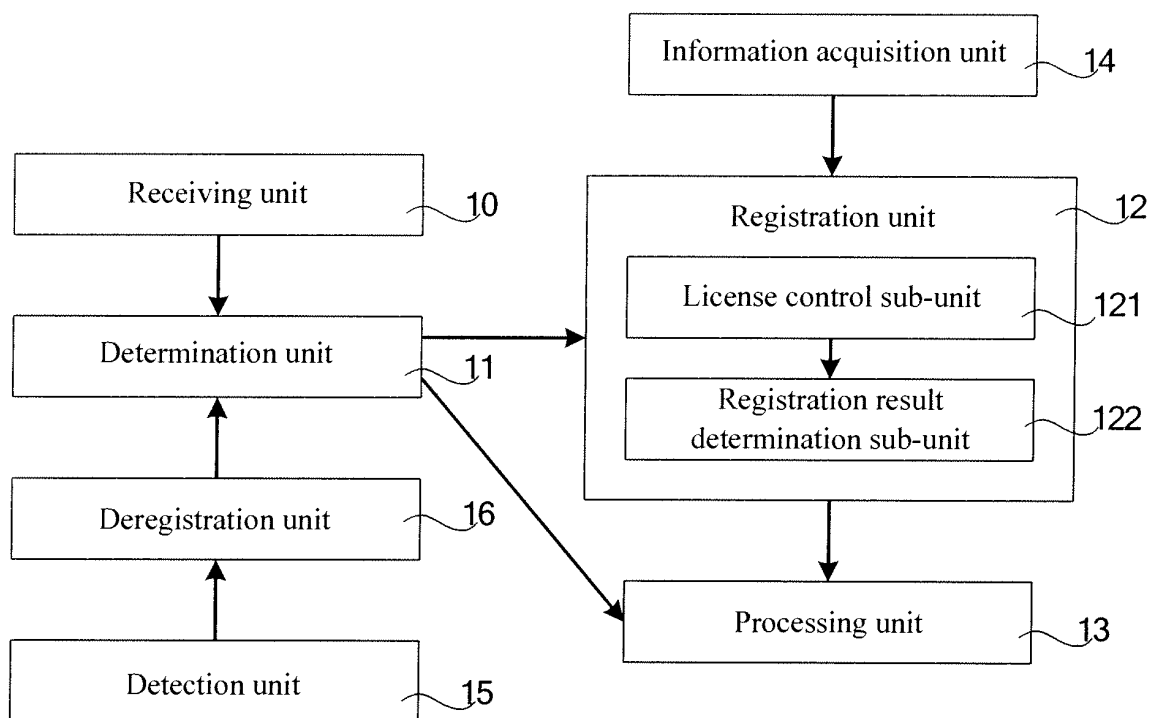 Information acquisition unit
14
Receiving unit
10
Registration unit
12
License control sub-unit
121
Determination unit
11
Registration result
determination sub-unit
122
Deregistration unit
16
Processing unit
13
Detection unit
15